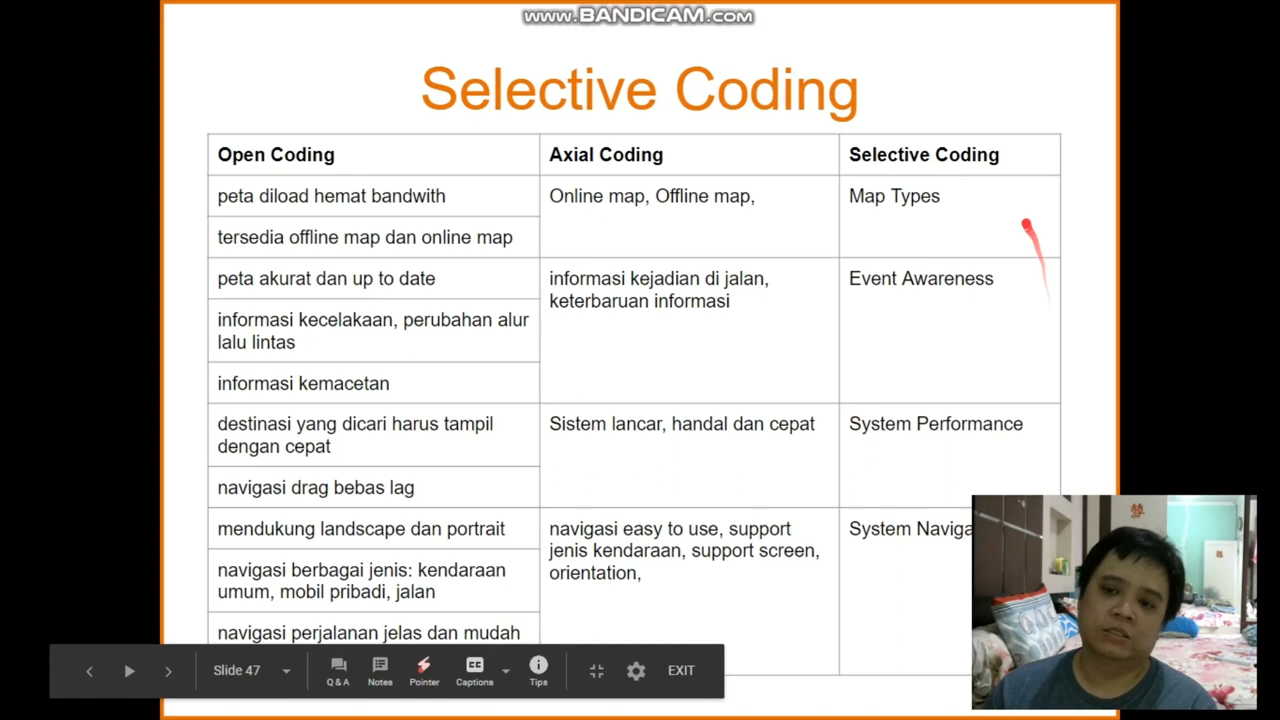 www.BANDICAM.com
Selective Coding
Open Coding
Axial Coding
Selective Coding
peta diload hemat bandwith
Online map, Offline map,
Map Types
tersedia offline map dan online map
peta akurat dan up to date
informasi kejadian di jalan,
keterbaruan informasi
Event Awareness
informasi kecelakaan, perubahan alur
lalu lintas
informasi kemacetan
destinasi yang dicari harus tampil
dengan cepat
Sistem lancar, handal dan cepat
System Performance
navigasi drag bebas lag
mendukung landscape dan portrait
navigasi easy to use, support
jenis kendaraan, support screen,
orientation,
System Naviga
navigasi berbagai jenis: kendaraan
umum, mobil pribadi, jalan
navigasi perjalanan jelas dan mudah
Slide 47
Q & A
Notes
Pointer
CC
Captions
Tips
EXIT